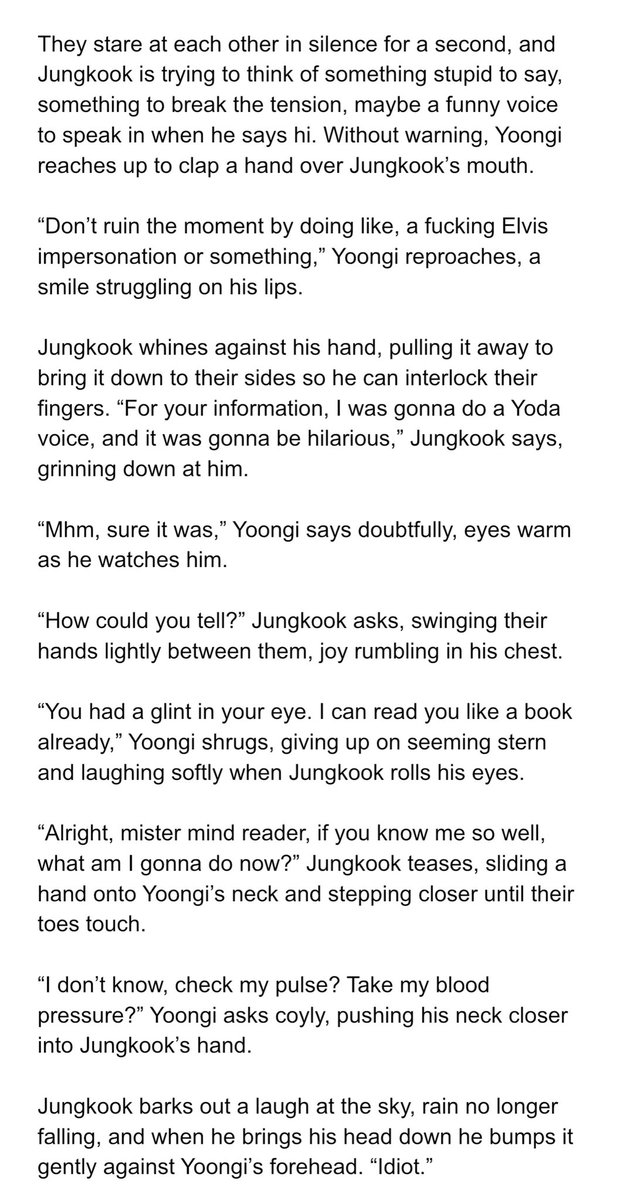 They stare at each other in silence for a second, and
Jungkook is trying to think of something stupid to say,
something to break the tension, maybe a funny voice
to speak in when he says hi. Without warning, Yoongi
reaches up to clap a hand over Jungkook’s mouth.
“Don’t ruin the moment by doing like, a fucking Elvis
impersonation or something,” Yoongi reproaches, a
smile struggling on his lips.
Jungkook whines against his hand, pulling it away to
bring it down to their sides so he can interlock their
fingers. “For your information, I was gonna do a Yoda
voice, and it was gonna be hilarious,” Jungkook says,
grinning down at him.
“Mhm, sure it was,” Yoongi says doubtfully, eyes warm
as he watches him.
“How could you tell?” Jungkook asks, swinging their
hands lightly between them, joy rumbling in his chest.
“You had a glint in your eye. I can read you like a book
already,” Yoongi shrugs, giving up on seeming stern
and laughing softly when Jungkook rolls his eyes.
“Alright, mister mind reader, if you know me so well,
what am I gonna do now?” Jungkook teases, sliding a
hand onto Yoongi’s neck and stepping closer until their
toes touch.
“I don’t know, check my pulse? Take my blood
pressure?” Yoongi asks coyly, pushing his neck closer
into Jungkook’s hand.
Jungkook barks out a laugh at the sky, rain no longer
falling, and when he brings his head down he bumps it
gently against Yoongi’s forehead. “Idiot.”